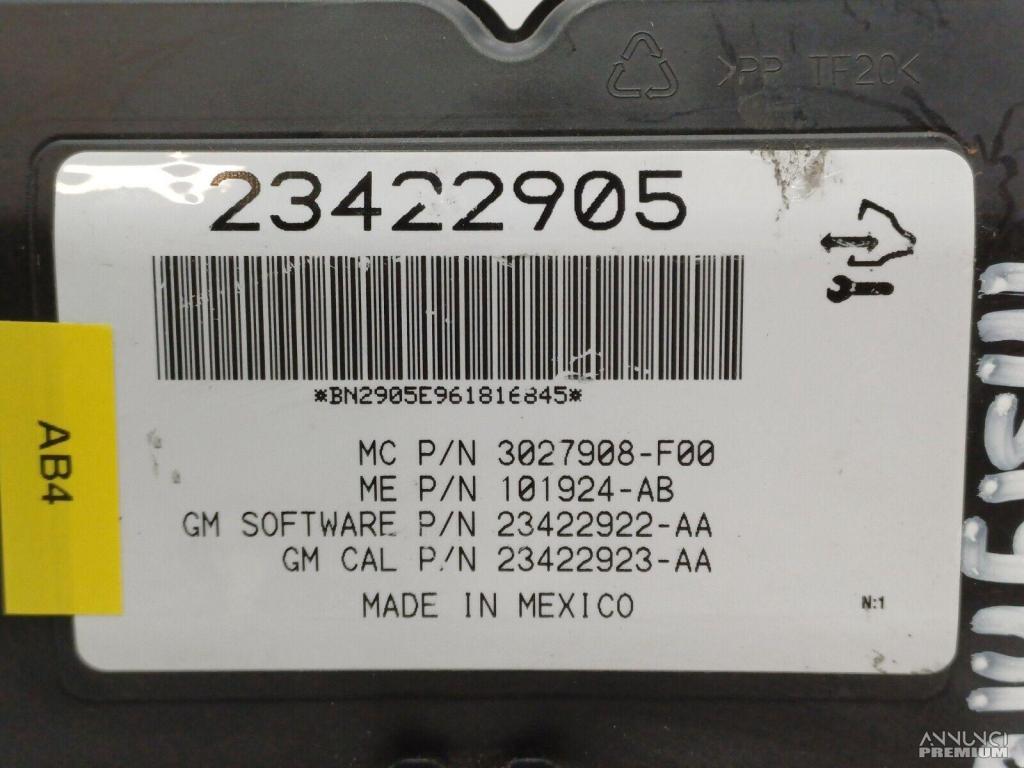 >PP TF20<
23422905
*BN2905E961816845*
AB4
MC P/N 3027908-F00
ME P/N 101924-AB
GM SOFTWARE P/N 23422922-AA
GM CAL P/N 23422923-AA
MADE IN MEXICO
N:1
ANNUNCI
PREMIUM